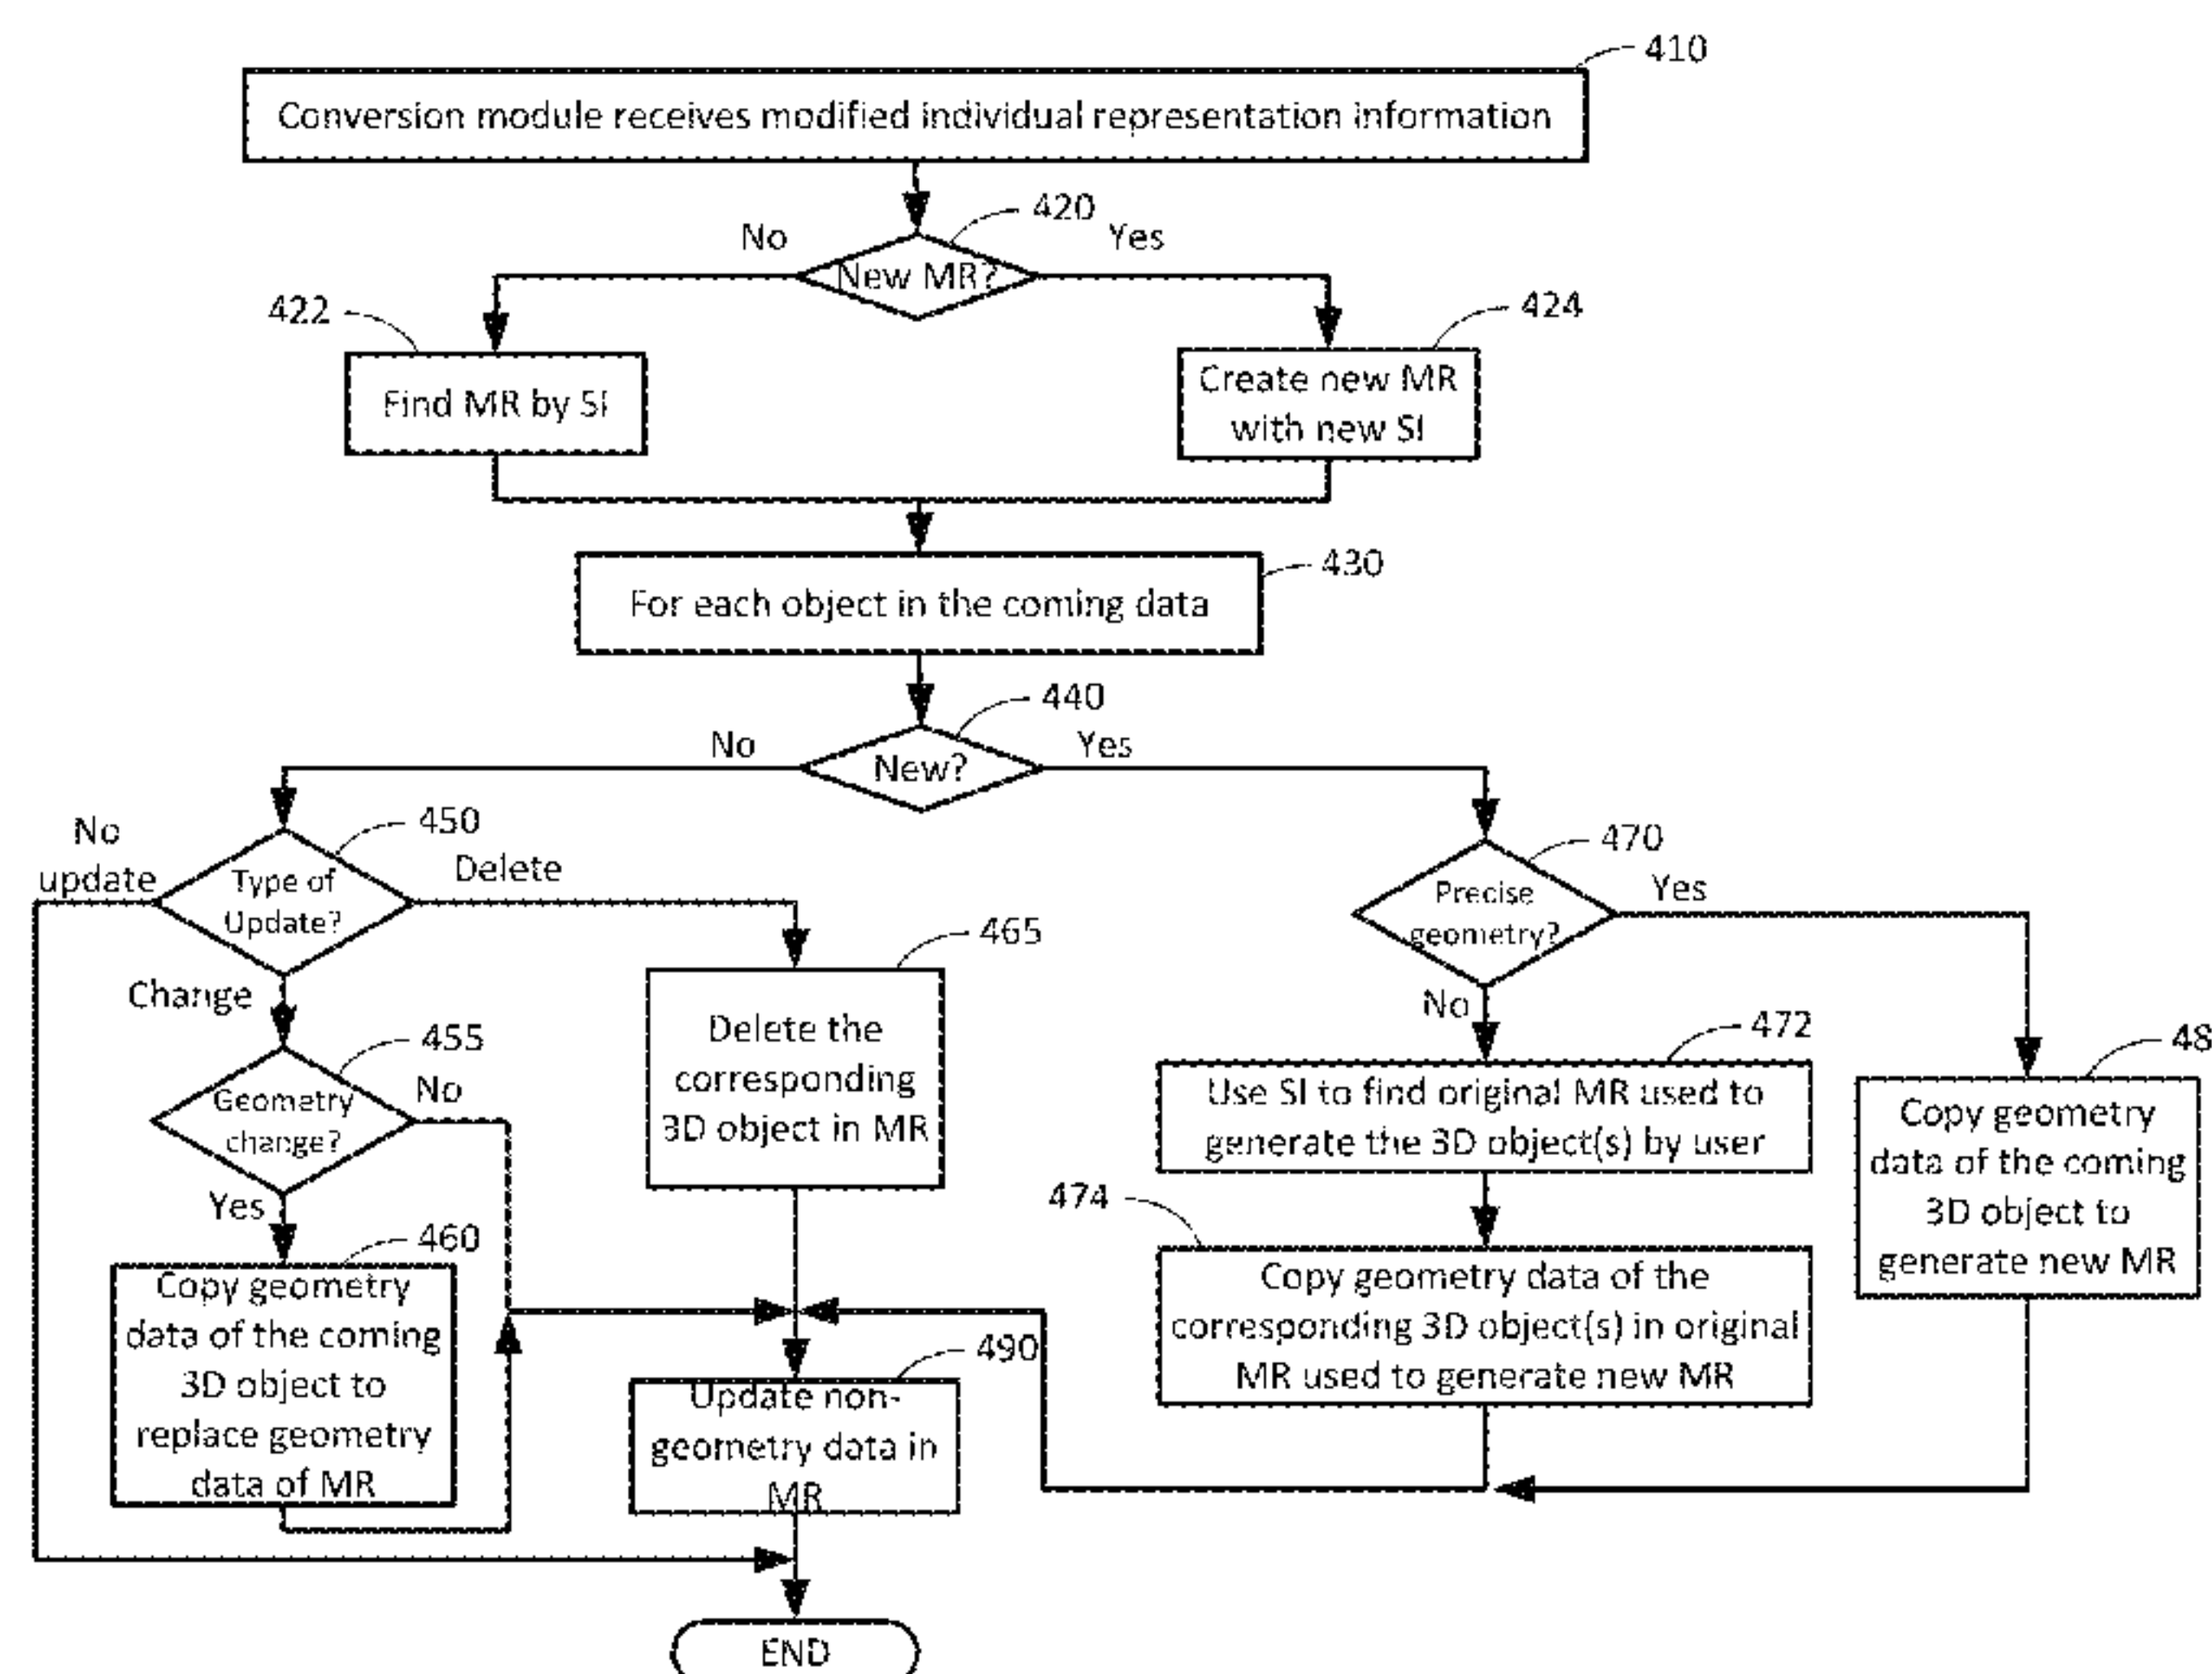 410
Conversion module receives modified individual representation information
420
No
Yes
New MR?
422
424
Find MR by SI
Create new MR
with new SI
430
For each object in the coming data
440
No
Yes
New?
450
No
update
Delete
Type of
Update?
470
Precise
geometry?
Yes
465
Change
No
455
Geometry
change?
No
Delete the
corresponding
3D object in MR
472
Use SI to find original MR used to
generate the 3D object(s) by user
48
Copy geometry
data of the coming
3D object to
generate new MR
Yes
460
Copy geometry
data of the coming
3D object to
replace geometry
data of MR
474
Copy geometry data of the
corresponding 3D object(s) in original
MR used to generate new MR
490
Update non-
geometry data in
MR
END